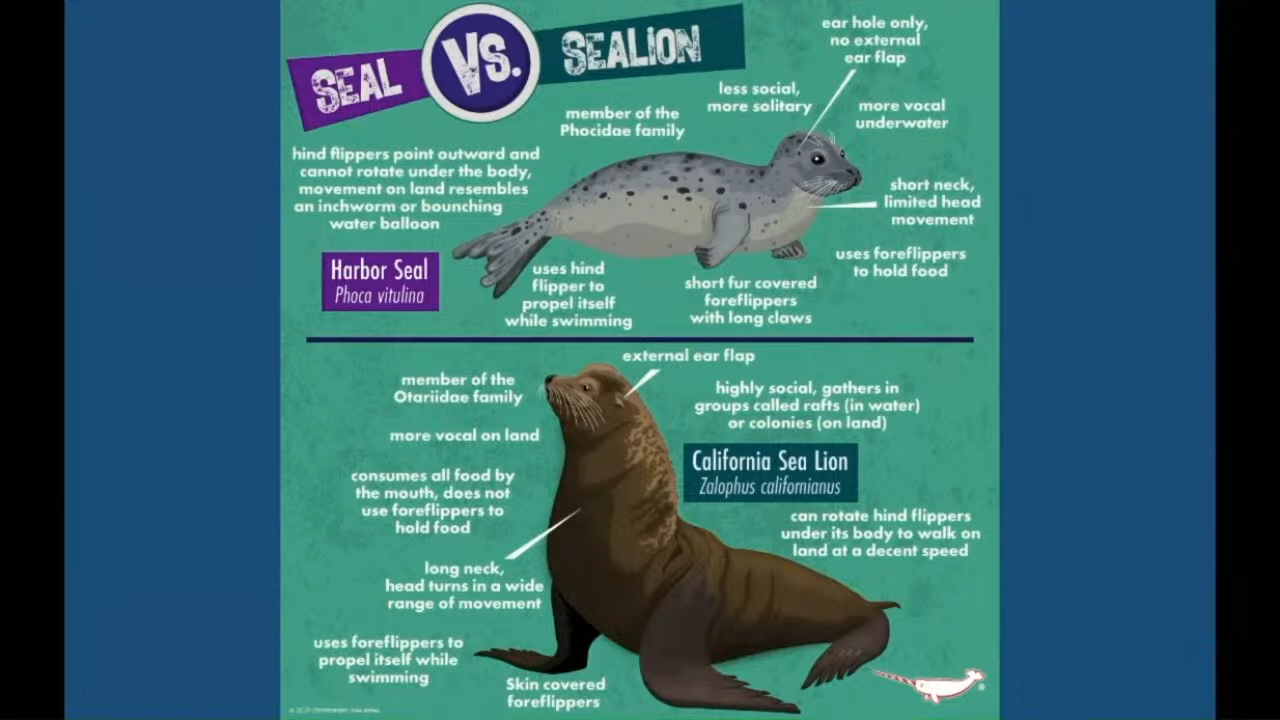 SEAL
VS.
SEALiON
ear hole only,
no external
ear flap
less social,
more solitary
more vocal
underwater
member of the
Phocidae family
hind flippers point outward and
cannot rotate under the body,
movement on land resembles
an inchworm or bounching
water balloon
short neck,
limited head
movement
Harbor Seal
Phoca vitulina
uses foreflippers
to hold food
uses hind
flipper to
propel itself
while swimming
short fur covered
foreflippers
with long claws
external ear flap
member of the
Otariidae family
highly social, gathers in
groups called rafts (in water)
or colonies (on land)
more vocal on land
California Sea Lion
Zalophus californianus
consumes all food by
the mouth, does not
use foreflippers to
hold food
can rotate hind flippers
under its body to walk on
land at a decent speed
long neck,
head turns in a wide
range of movement
uses foreflippers to
propel itself while
swimming
Skin covered
foreflippers
®